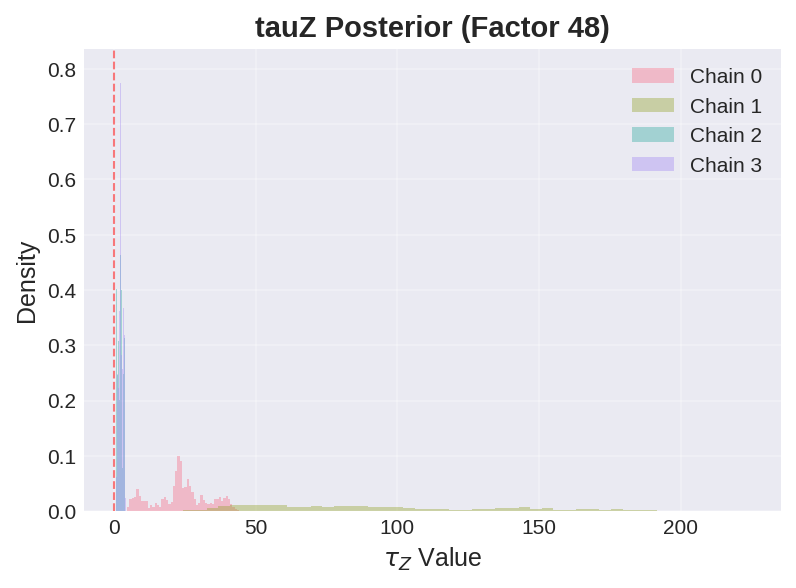 tauZ Posterior (Factor 48)
Chain 0
Chain 1
Chain 2
Chain 3
Density
0.8
0.7
0.6
0.5
0.4
0.3
0.2
0.1
0.0
0 50 100 150 200
τ_Z Value